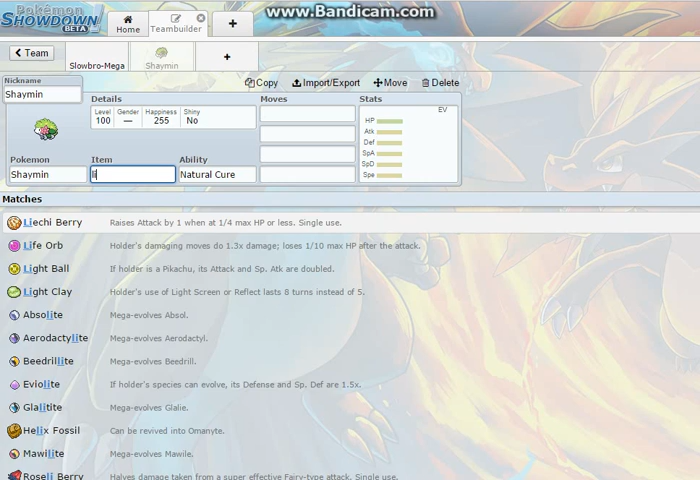 www.Bandicam.com
Pokémon
SHOWDOWN
BETA
Home
Teambuilder
+
Team
Slowbro-Mega
Shaymin
+
Copy Import/Export Move Delete
Nickname
Shaymin
Details
Level Gender Happiness Shiny
100 — 255 No
Moves
Stats
EV
HP
Atk
Def
SpA
SpD
Spe
Pokemon
Shaymin
Item
li
Ability
Natural Cure
Matches
Liechi Berry Raises Attack by 1 when at 1/4 max HP or less. Single use.
Life Orb Holder's damaging moves do 1.3x damage; loses 1/10 max HP after the attack.
Light Ball If holder is a Pikachu, its Attack and Sp. Atk are doubled.
Light Clay Holder's use of Light Screen or Reflect lasts 8 turns instead of 5.
Absolite Mega-evolves Absol.
Aerodactylite Mega-evolves Aerodactyl.
Beedrillite Mega-evolves Beedrill.
Eviolite If holder's species can evolve, its Defense and Sp. Def are 1.5x.
Glalitite Mega-evolves Glalie.
Helix Fossil Can be revived into Omanyte.
Mawilite Mega-evolves Mawile.
Roseli Berry Halves damage taken from a super effective Fairy-type attack. Single use.